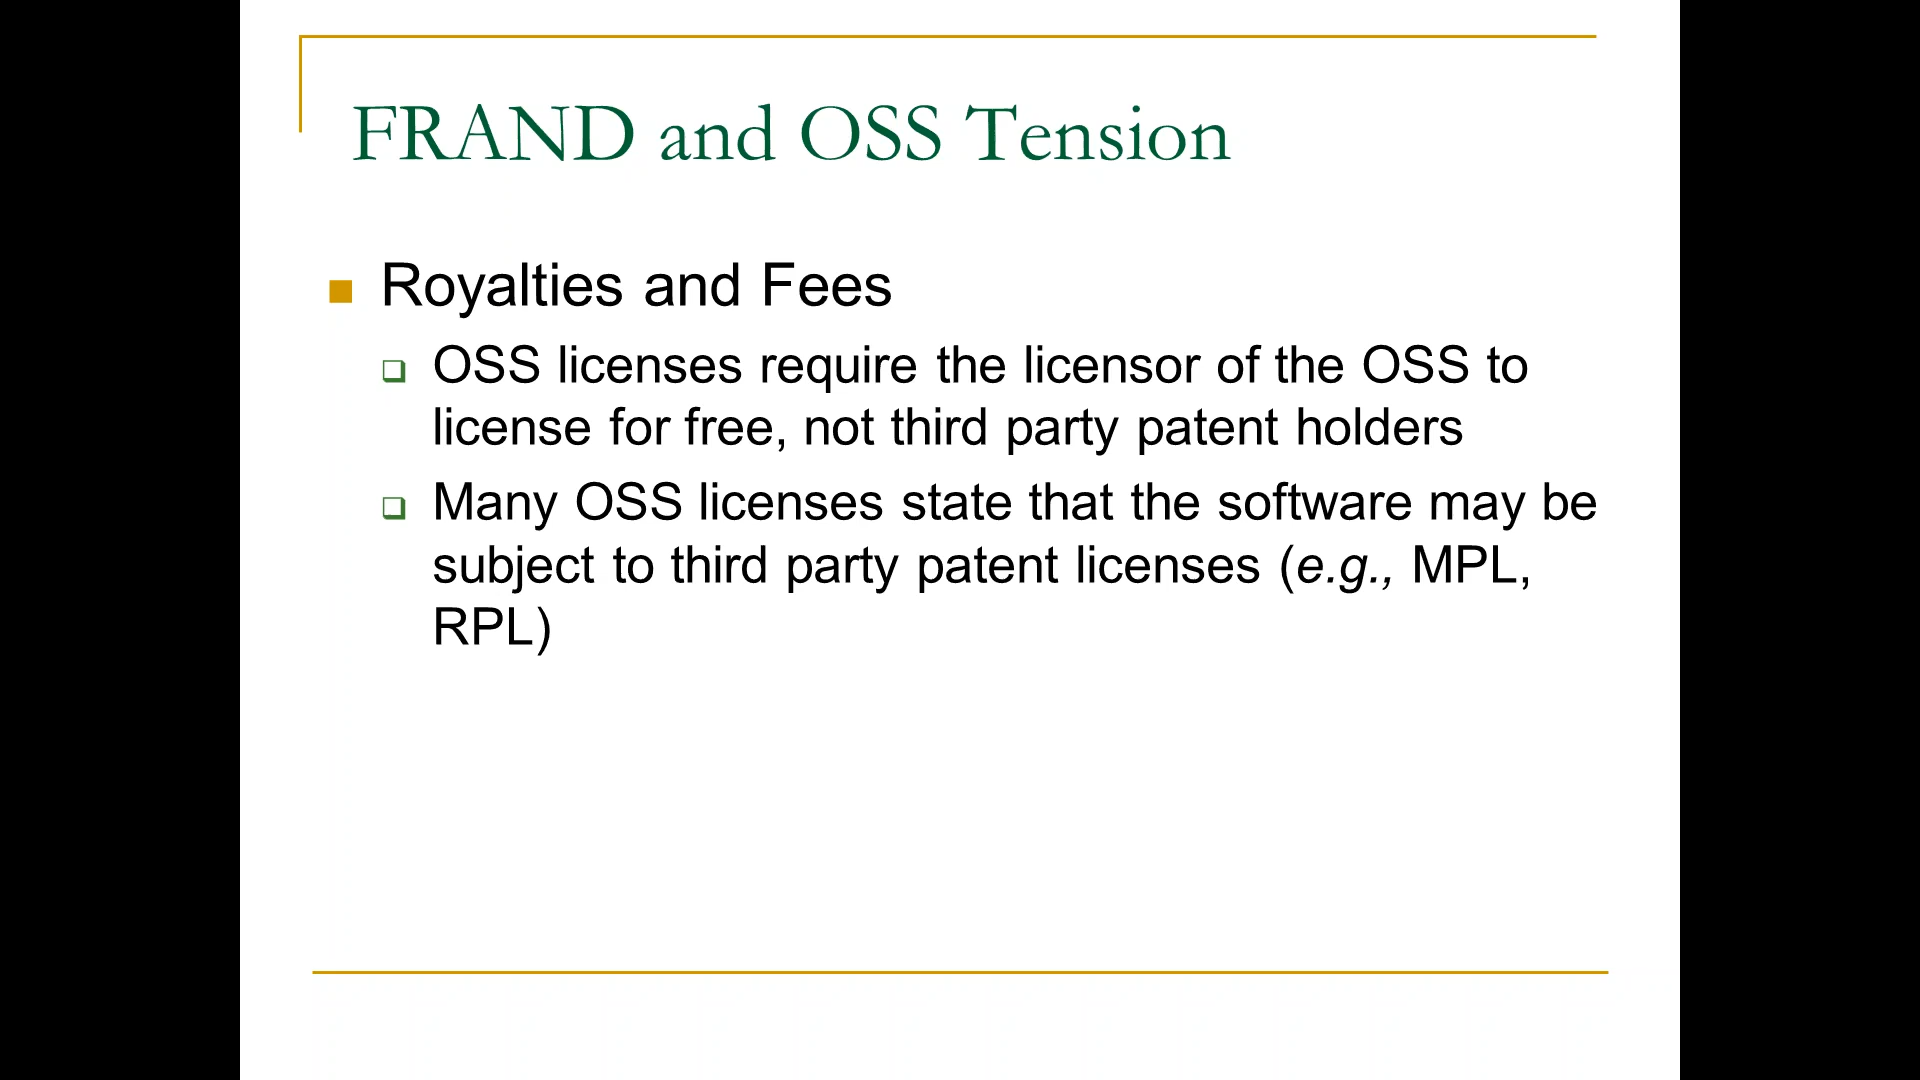 FRAND and OSS Tension
Royalties and Fees
OSS licenses require the licensor of the OSS to
license for free, not third party patent holders
Many OSS licenses state that the software may be
subject to third party patent licenses (e.g., MPL,
RPL)